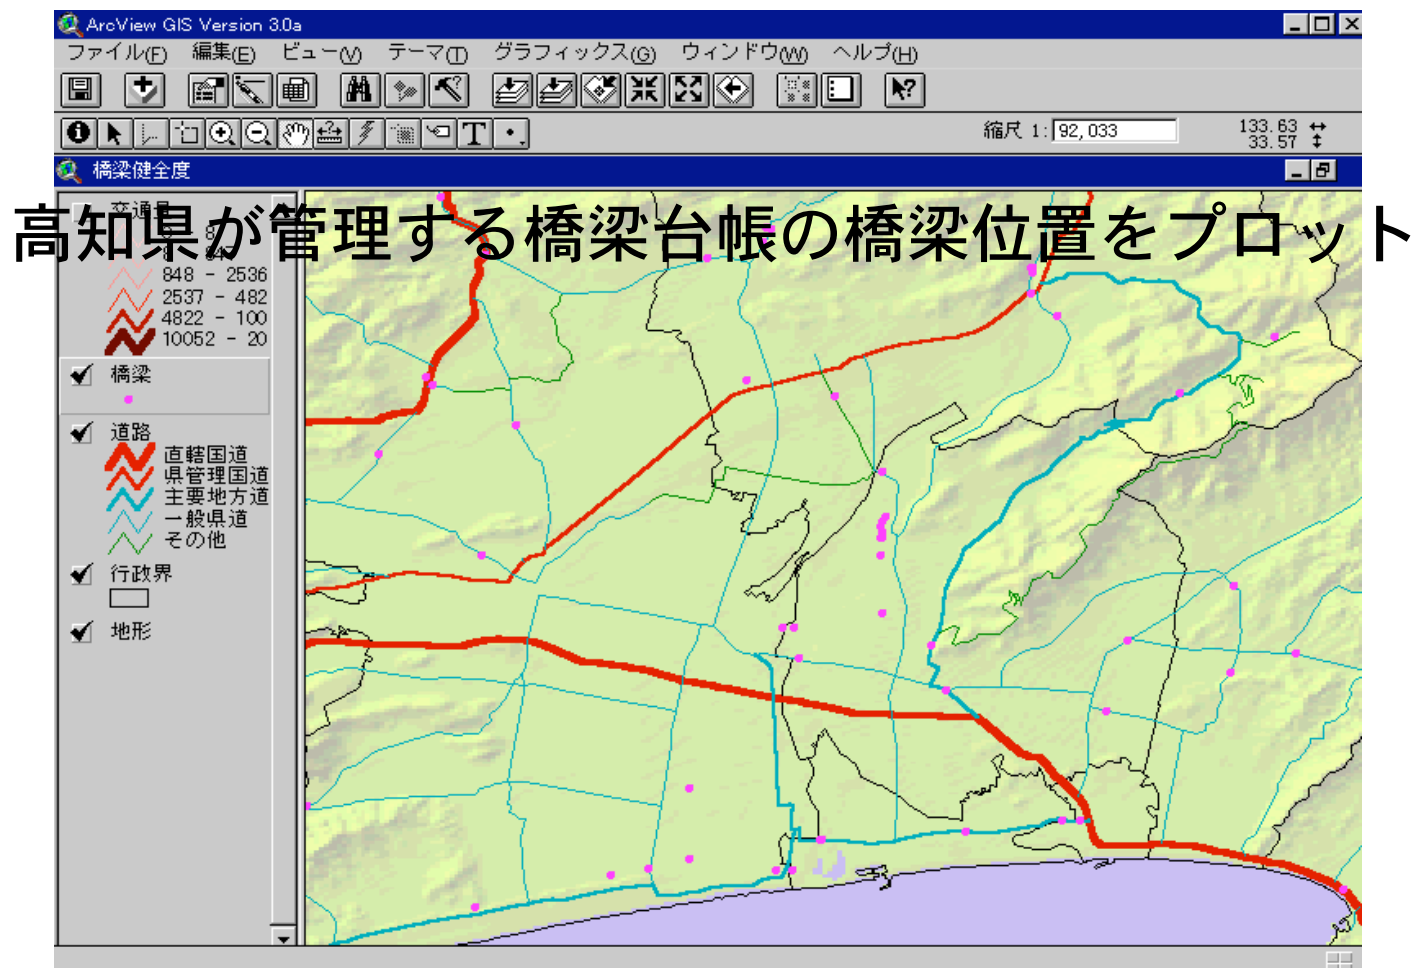 ArcView GIS Version 3.0a
ファイル(F) 編集(E) ビュー(V) テーマ(T) グラフィックス(G) ウィンドウ(W) ヘルプ(H)
縮尺 1: 92,033
133.63
33.57
橋梁健全度
高知県が管理する橋梁台帳の橋梁位置をプロット
848 - 2536
2537 - 482
4822 - 100
10052 - 20
橋梁
道路
直轄国道
県管理国道
主要地方道
一般県道
その他
行政界
地形